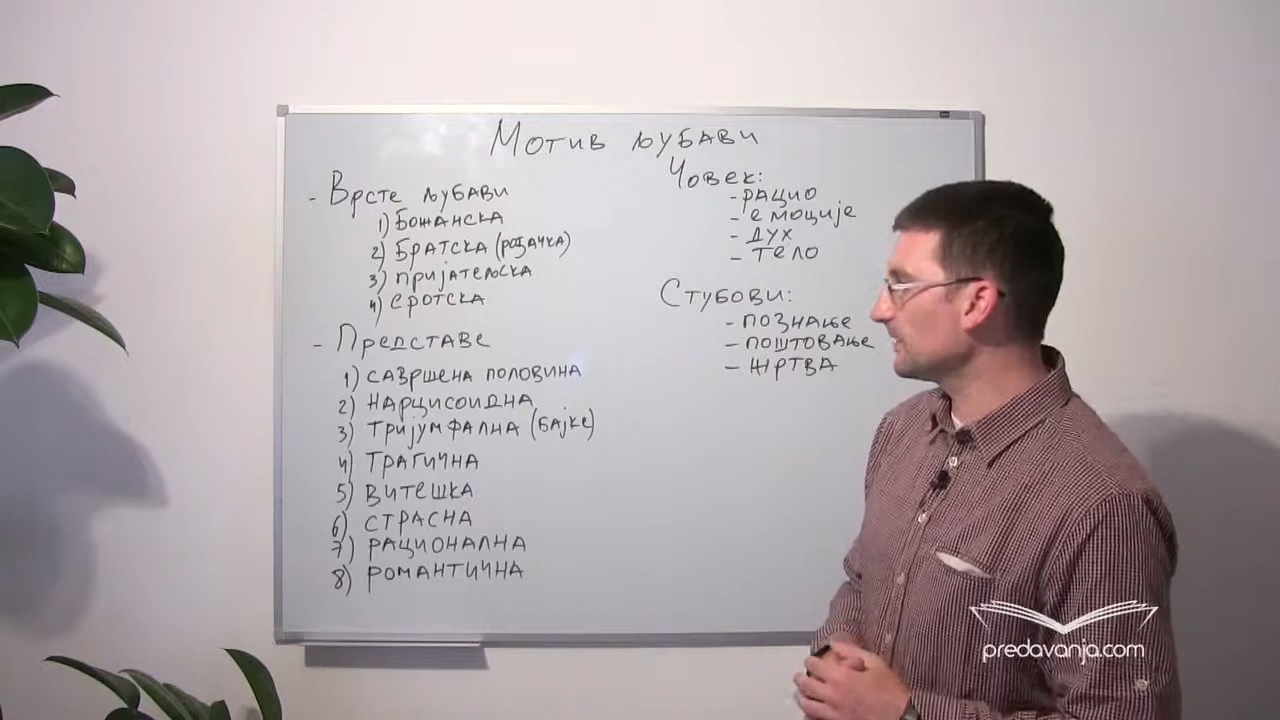 Мотив љубави
- Врсте љубави
1) Божанска
2) Братска (рођачка)
3) Пријатељска
4) Еротска
- Представе
1) савршена половина
2) нарцисоидна
3) тријумфална (бајке)
4) трагична
5) витешка
6) страсна
7) рационална
8) романтична
Човек:
- рацио
- емоције
- дух
- тело
Стубови:
- познање
- поштовање
- жртва
predavanja.com